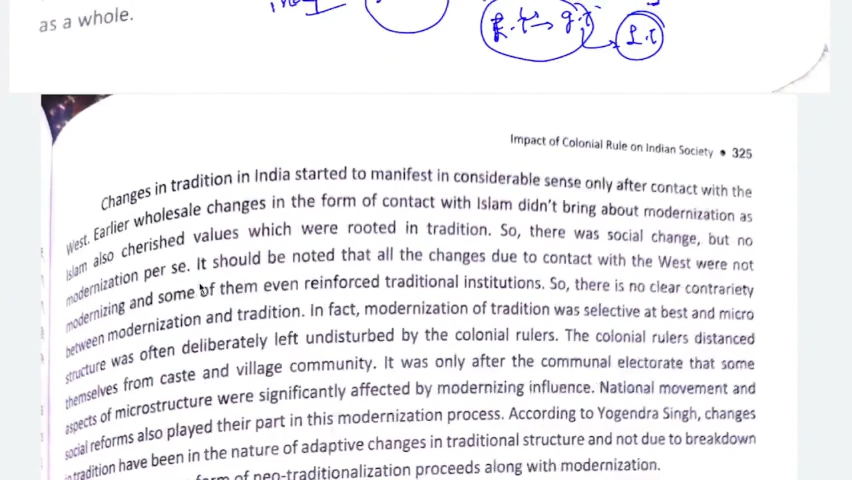 as a whole.
L.t
Impact of Colonial Rule on Indian Society • 325
Changes in tradition in India started to manifest in considerable sense only after contact with the
West. Earlier wholesale changes in the form of contact with Islam didn't bring about modernization as
Islam also cherished values which were rooted in tradition. So, there was social change, but no
modernization per se. It should be noted that all the changes due to contact with the West were not
modernizing and some of them even reinforced traditional institutions. So, there is no clear contrariety
between modernization and tradition. In fact, modernization of tradition was selective at best and micro
structure was often deliberately left undisturbed by the colonial rulers. The colonial rulers distanced
themselves from caste and village community. It was only after the communal electorate that some
aspects of microstructure were significantly affected by modernizing influence. National movement and
social reforms also played their part in this modernization process. According to Yogendra Singh, changes
in tradition have been in the nature of adaptive changes in traditional structure and not due to breakdown
form of neo-traditionalization proceeds along with modernization.